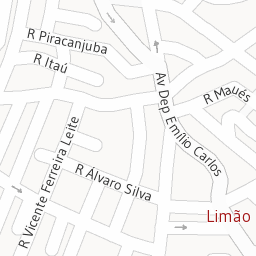 R Piracanjuba
R Itaú
Av Dep Emílio Carlos
R Maués
R Vicente Ferreira Leite
R Álvaro Silva
Limão